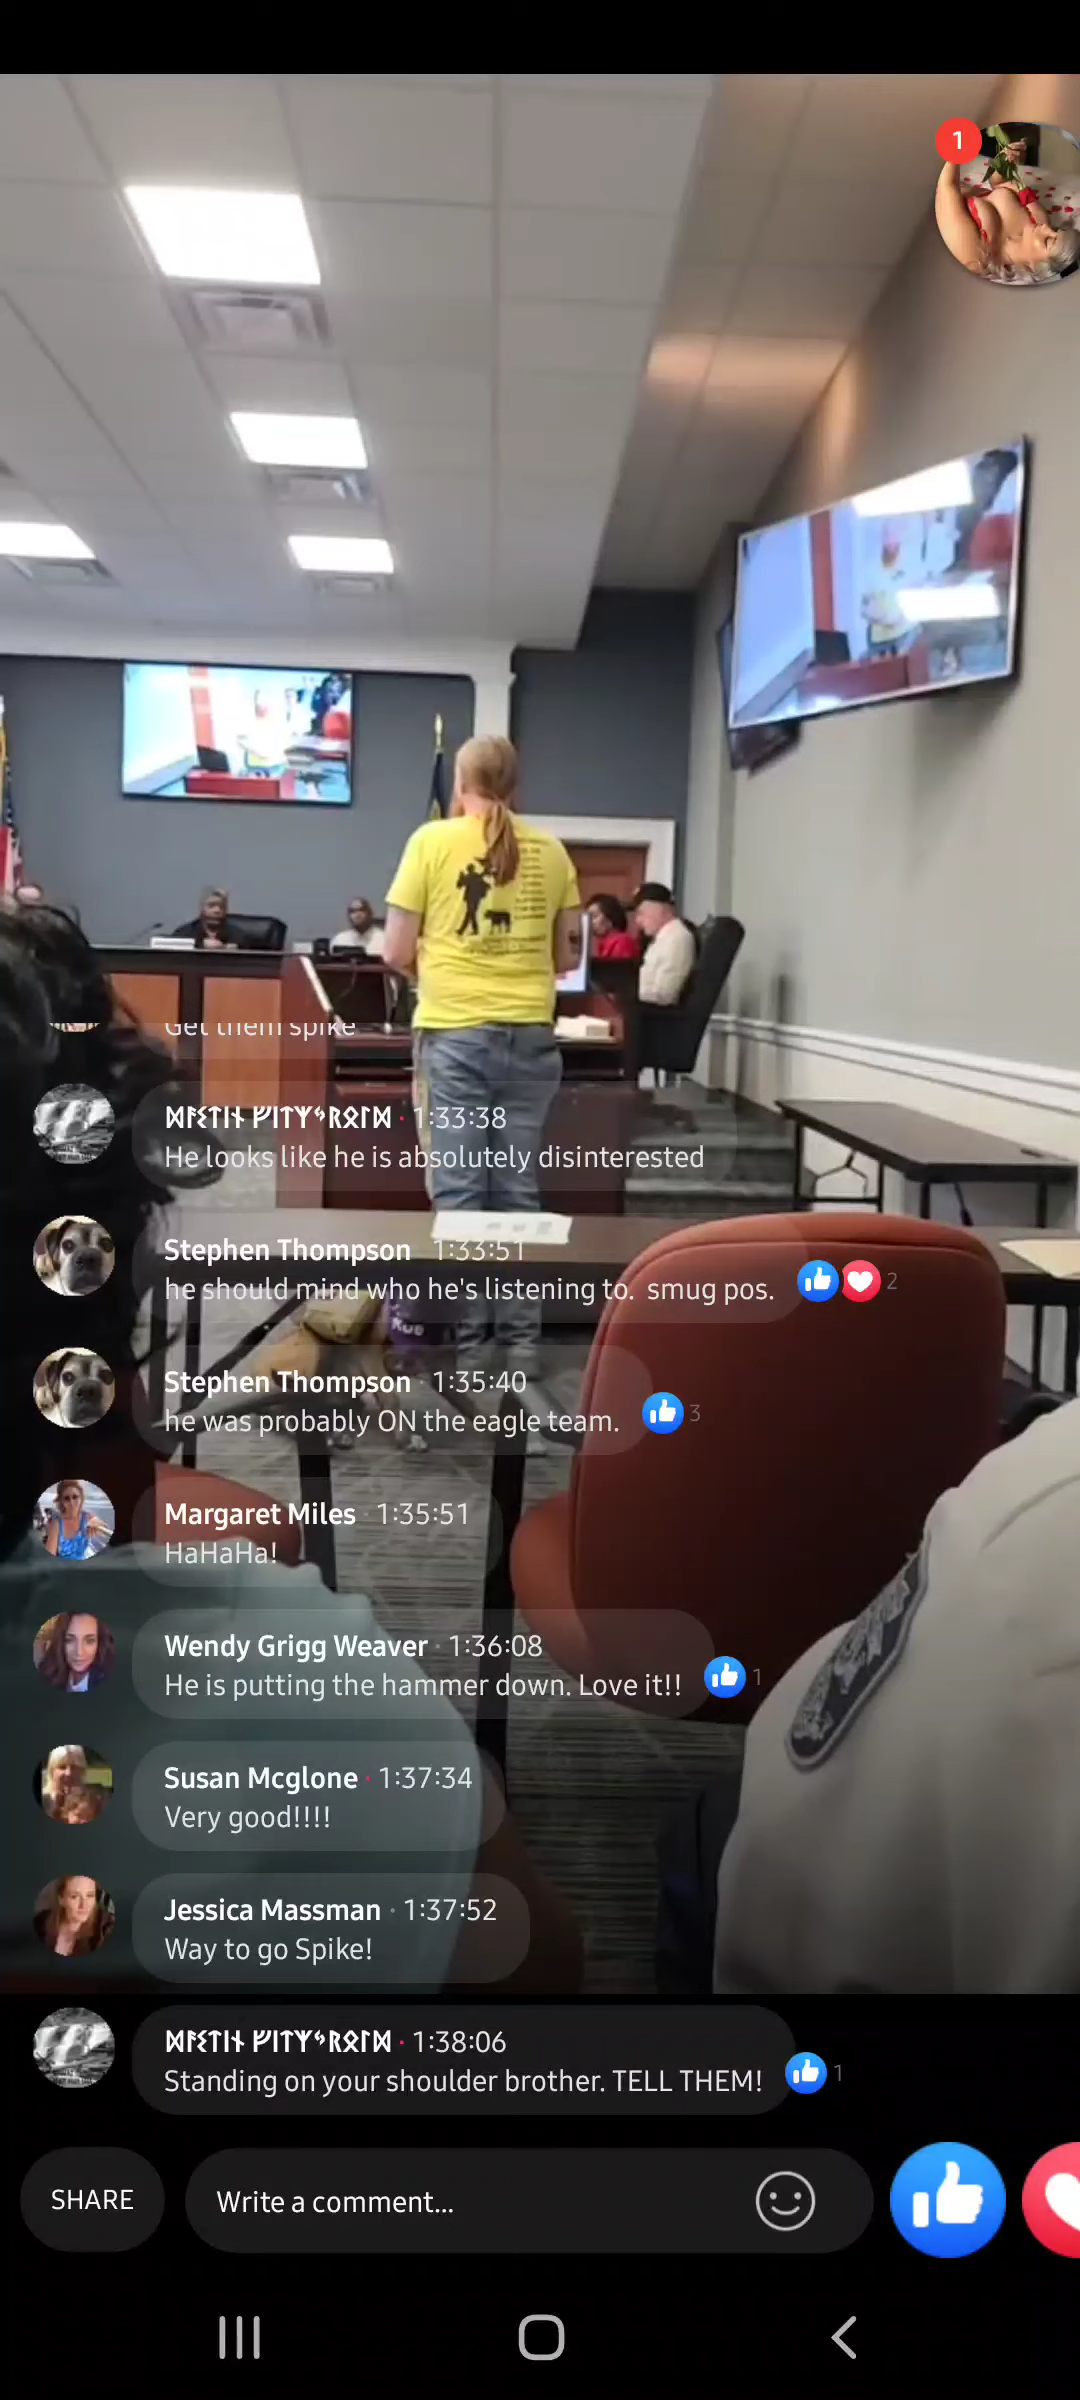 1
Get them spike
ᛞᚨᛊᛏᛁᚾ ᚹᛁᛏᛉᛃᚱᛟᛁᛞ · 1:33:38
He looks like he is absolutely disinterested
Stephen Thompson · 1:33:51
he should mind who he's listening to. smug pos.
2
Stephen Thompson · 1:35:40
he was probably ON the eagle team.
3
Margaret Miles · 1:35:51
HaHaHa!
Wendy Grigg Weaver · 1:36:08
He is putting the hammer down. Love it!!
1
Susan Mcglone · 1:37:34
Very good!!!!
Jessica Massman · 1:37:52
Way to go Spike!
1:38:06
Standing on your shoulder brother. TELL THEM!
1
SHARE
Write a comment...